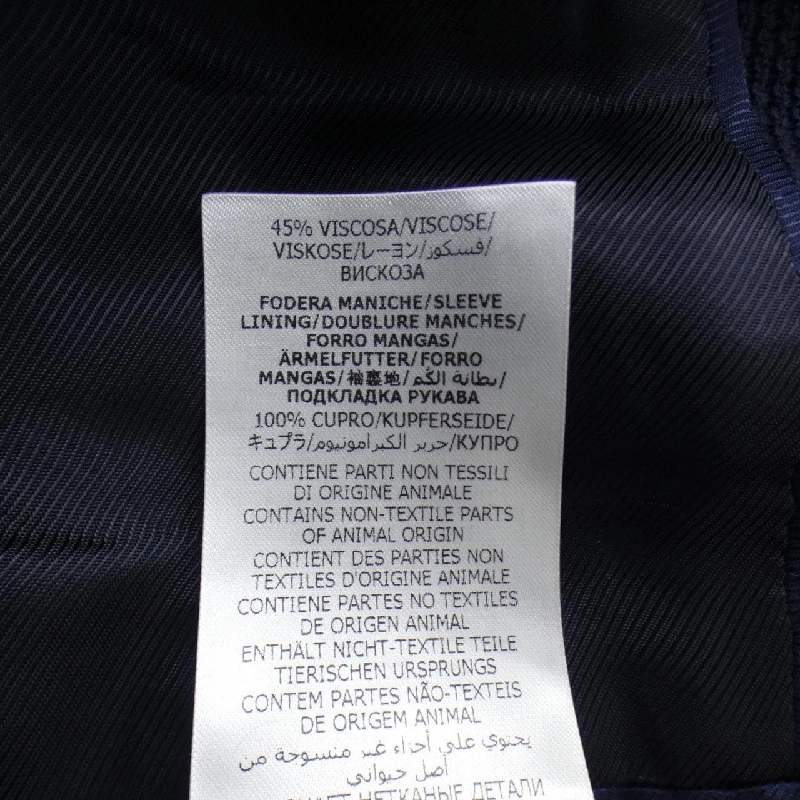 45% VISCOSA/VISCOSE/
VISKOSE/レーヨン/فسكوز/
ВИСКОЗА
FODERA MANICHE/SLEEVE
LINING/DOUBLURE MANCHES/
FORRO MANGAS/
ÄRMELFUTTER/FORRO
MANGAS/袖裏地/بطانة الكُم/
ПОДКЛАДКА РУКАВА
100% CUPRO/KUPFERSEIDE/
キュプラ/حرير الكبرامونيوم/КУПРО
CONTIENE PARTI NON TESSILI
DI ORIGINE ANIMALE
CONTAINS NON-TEXTILE PARTS
OF ANIMAL ORIGIN
CONTIENT DES PARTIES NON
TEXTILES D'ORIGINE ANIMALE
CONTIENE PARTES NO TEXTILES
DE ORIGEN ANIMAL
ENTHÄLT NICHT-TEXTILE TEILE
TIERISCHEN URSPRUNGS
CONTEM PARTES NÃO-TEXTEIS
DE ORIGEM ANIMAL
يحتوي على أجزاء غير منسوجة من
أصل حيواني
НЕТКАНЫЕ ДЕТАЛИ